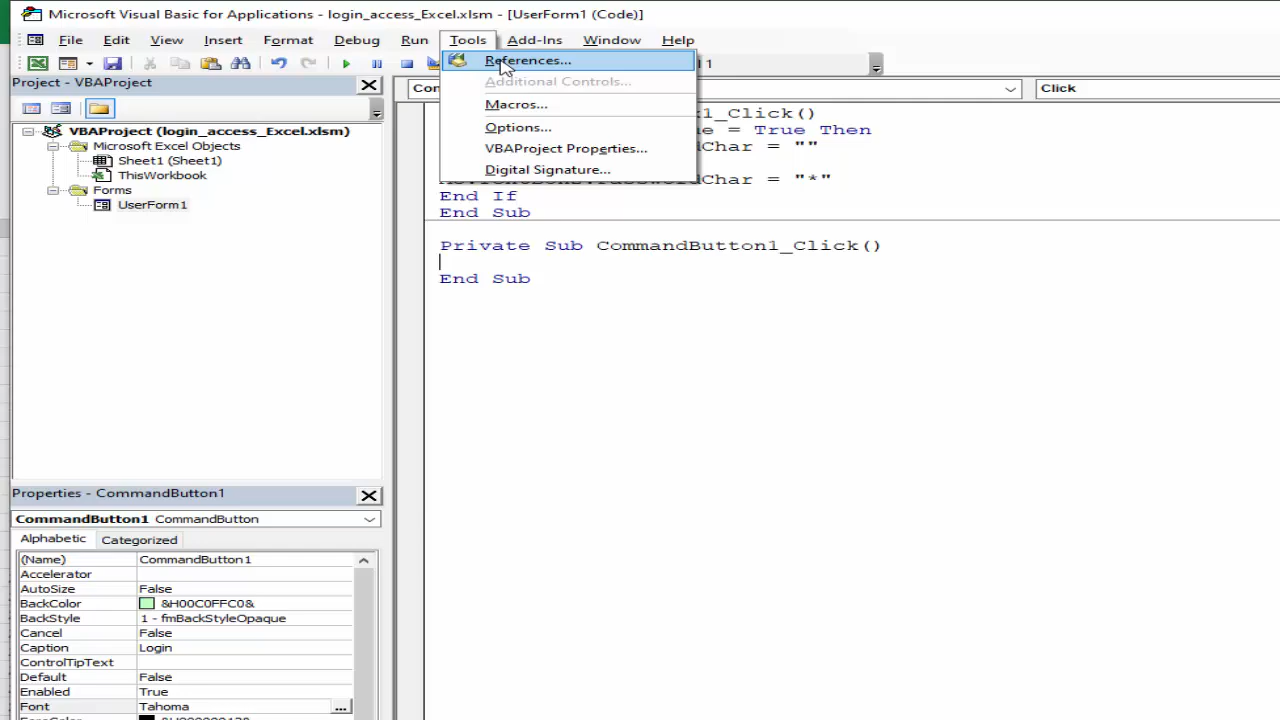 Microsoft Visual Basic for Applications - login_access_Excel.xlsm - [UserForm1 (Code)]
File Edit View Insert Format Debug Run Tools Add-Ins Window Help
References...
Additional Controls...
Macros...
Options...
VBAProject Properties...
Digital Signature...
Project - VBAProject
VBAProject (login_access_Excel.xlsm)
Microsoft Excel Objects
Sheet1 (Sheet1)
ThisWorkbook
Forms
UserForm1
Click
1_Click()
= True Then
Char = ""
Char = "*"
End If
End Sub
Private Sub CommandButton1_Click()
End Sub
Properties - CommandButton1
CommandButton1 CommandButton
Alphabetic Categorized
(Name) CommandButton1
Accelerator
AutoSize False
BackColor &H00C0FFC0&
BackStyle 1 - fmBackStyleOpaque
Cancel False
Caption Login
ControlTipText
Default False
Enabled True
Font Tahoma ...